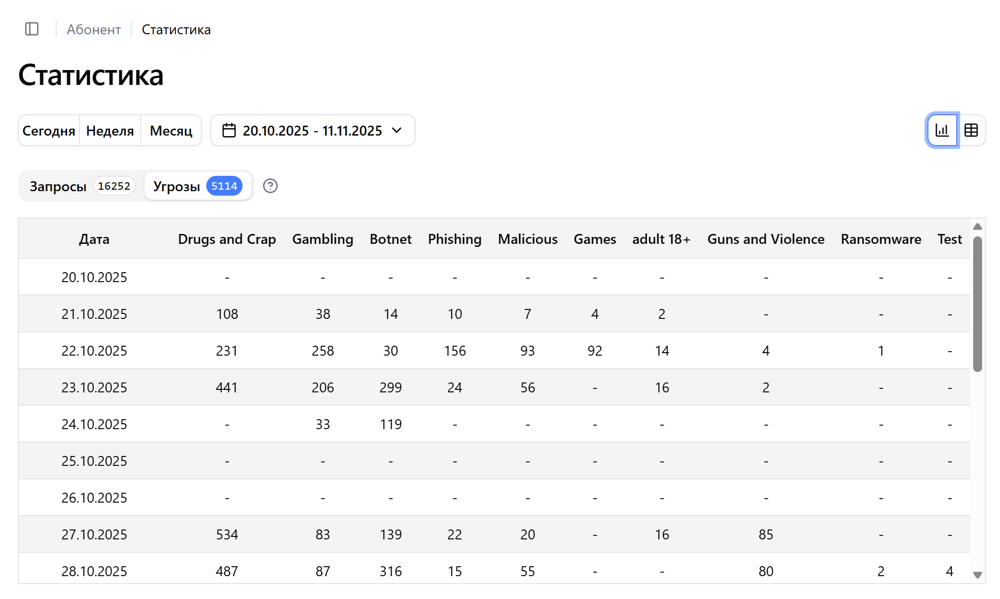 Абонент Статистика
Статистика
Сегодня Неделя Месяц 20.10.2025 - 11.11.2025
Запросы 16252 Угрозы 5114
Дата Drugs and Crap Gambling Botnet Phishing Malicious Games adult 18+ Guns and Violence Ransomware Test
20.10.2025 - - - - - - - - - -
21.10.2025 108 38 14 10 7 4 2 - - -
22.10.2025 231 258 30 156 93 92 14 4 1 -
23.10.2025 441 206 299 24 56 - 16 2 - -
24.10.2025 - 33 119 - - - - - - -
25.10.2025 - - - - - - - - - -
26.10.2025 - - - - - - - - - -
27.10.2025 534 83 139 22 20 - 16 85 - -
28.10.2025 487 87 316 15 55 - - 80 2 4